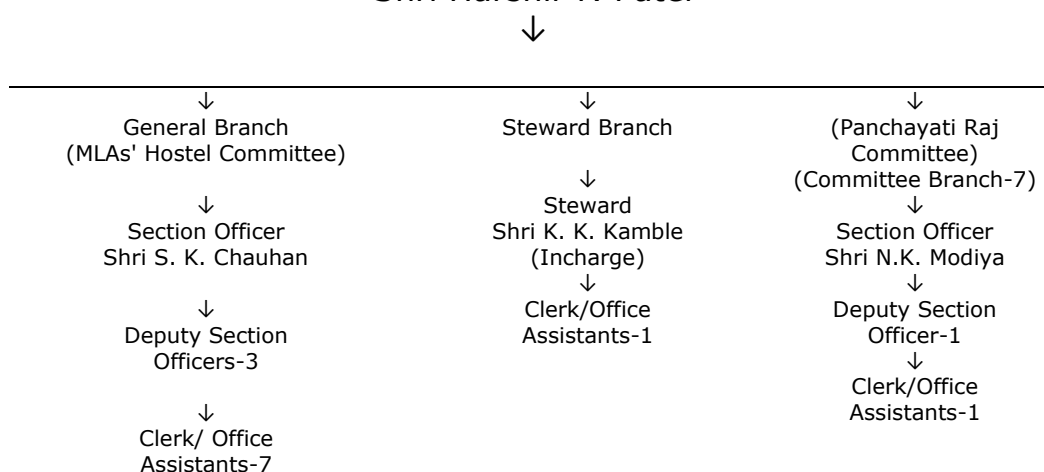 ↓
↓
General Branch
(MLAs' Hostel Committee)
↓
Section Officer
Shri S. K. Chauhan
↓
Deputy Section
Officers-3
↓
Clerk/ Office
Assistants-7
↓
Steward Branch
↓
Steward
Shri K. K. Kamble
(Incharge)
↓
Clerk/Office
Assistants-1
↓
(Panchayati Raj
Committee)
(Committee Branch-7)
↓
Section Officer
Shri N.K. Modiya
↓
Deputy Section
Officer-1
↓
Clerk/Office
Assistants-1